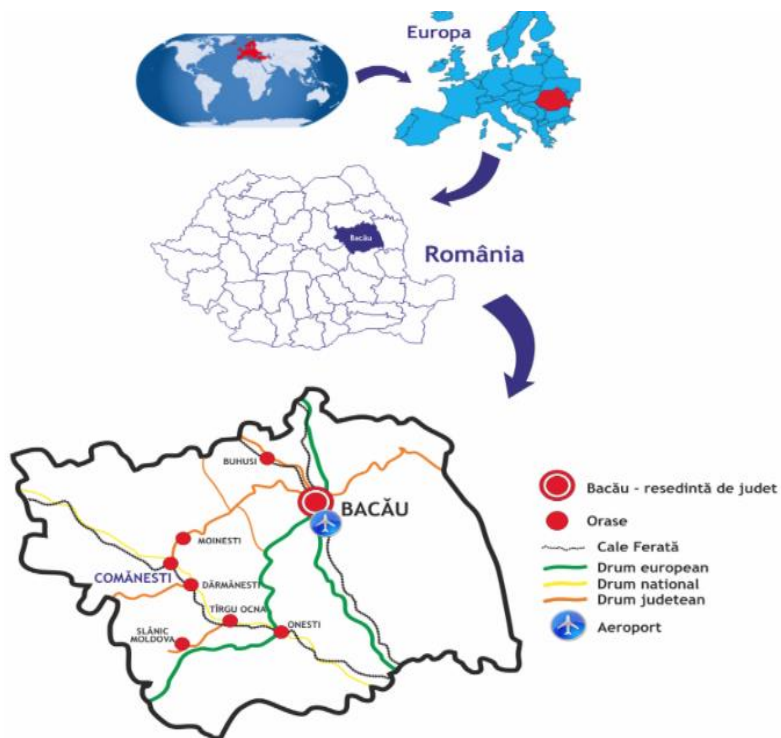 Europa
Bacău
România
BUHUSI
BACĂU
MOINESTI
COMĂNESTI
DĂRMĂNESTI
TÎRGU OCNA
SLĂNIC
MOLDOVA
ONESTI
Bacău - resedintă de judet
Orase
Cale Ferată
Drum european
Drum national
Drum judetean
Aeroport